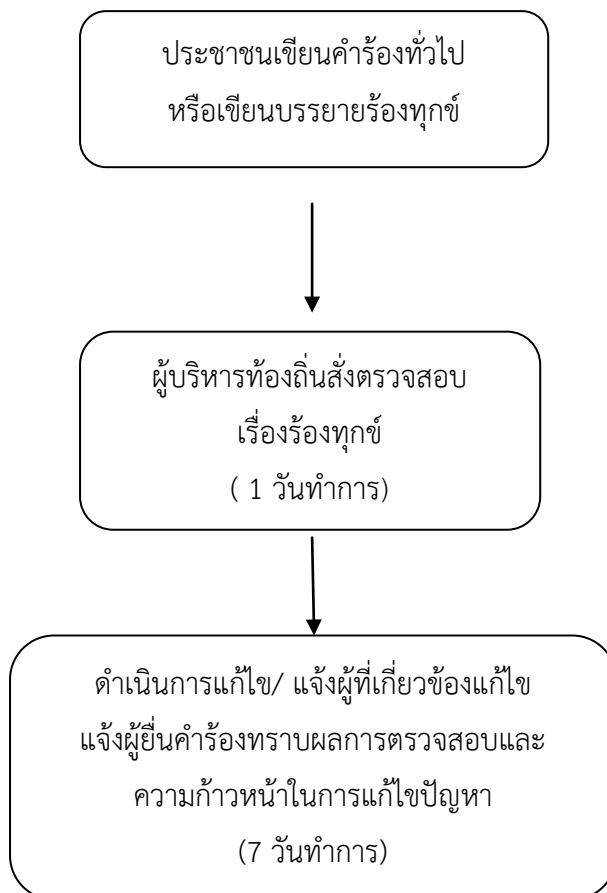 ประชาชนเขียนคำร้องทั่วไป
หรือเขียนบรรยายร้องทุกข์
ผู้บริหารท้องถิ่นสั่งตรวจสอบ
เรื่องร้องทุกข์
( 1 วันทำการ)
ดำเนินการแก้ไข/ แจ้งผู้ที่เกี่ยวข้องแก้ไข
แจ้งผู้ยื่นคำร้องทราบผลการตรวจสอบและ
ความก้าวหน้าในการแก้ไขปัญหา
(7 วันทำการ)